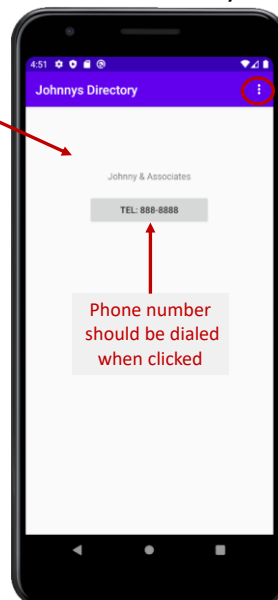 4:51
Johnnys Directory
Johnny & Associates
TEL: 888-8888
Phone number
should be dialed
when clicked